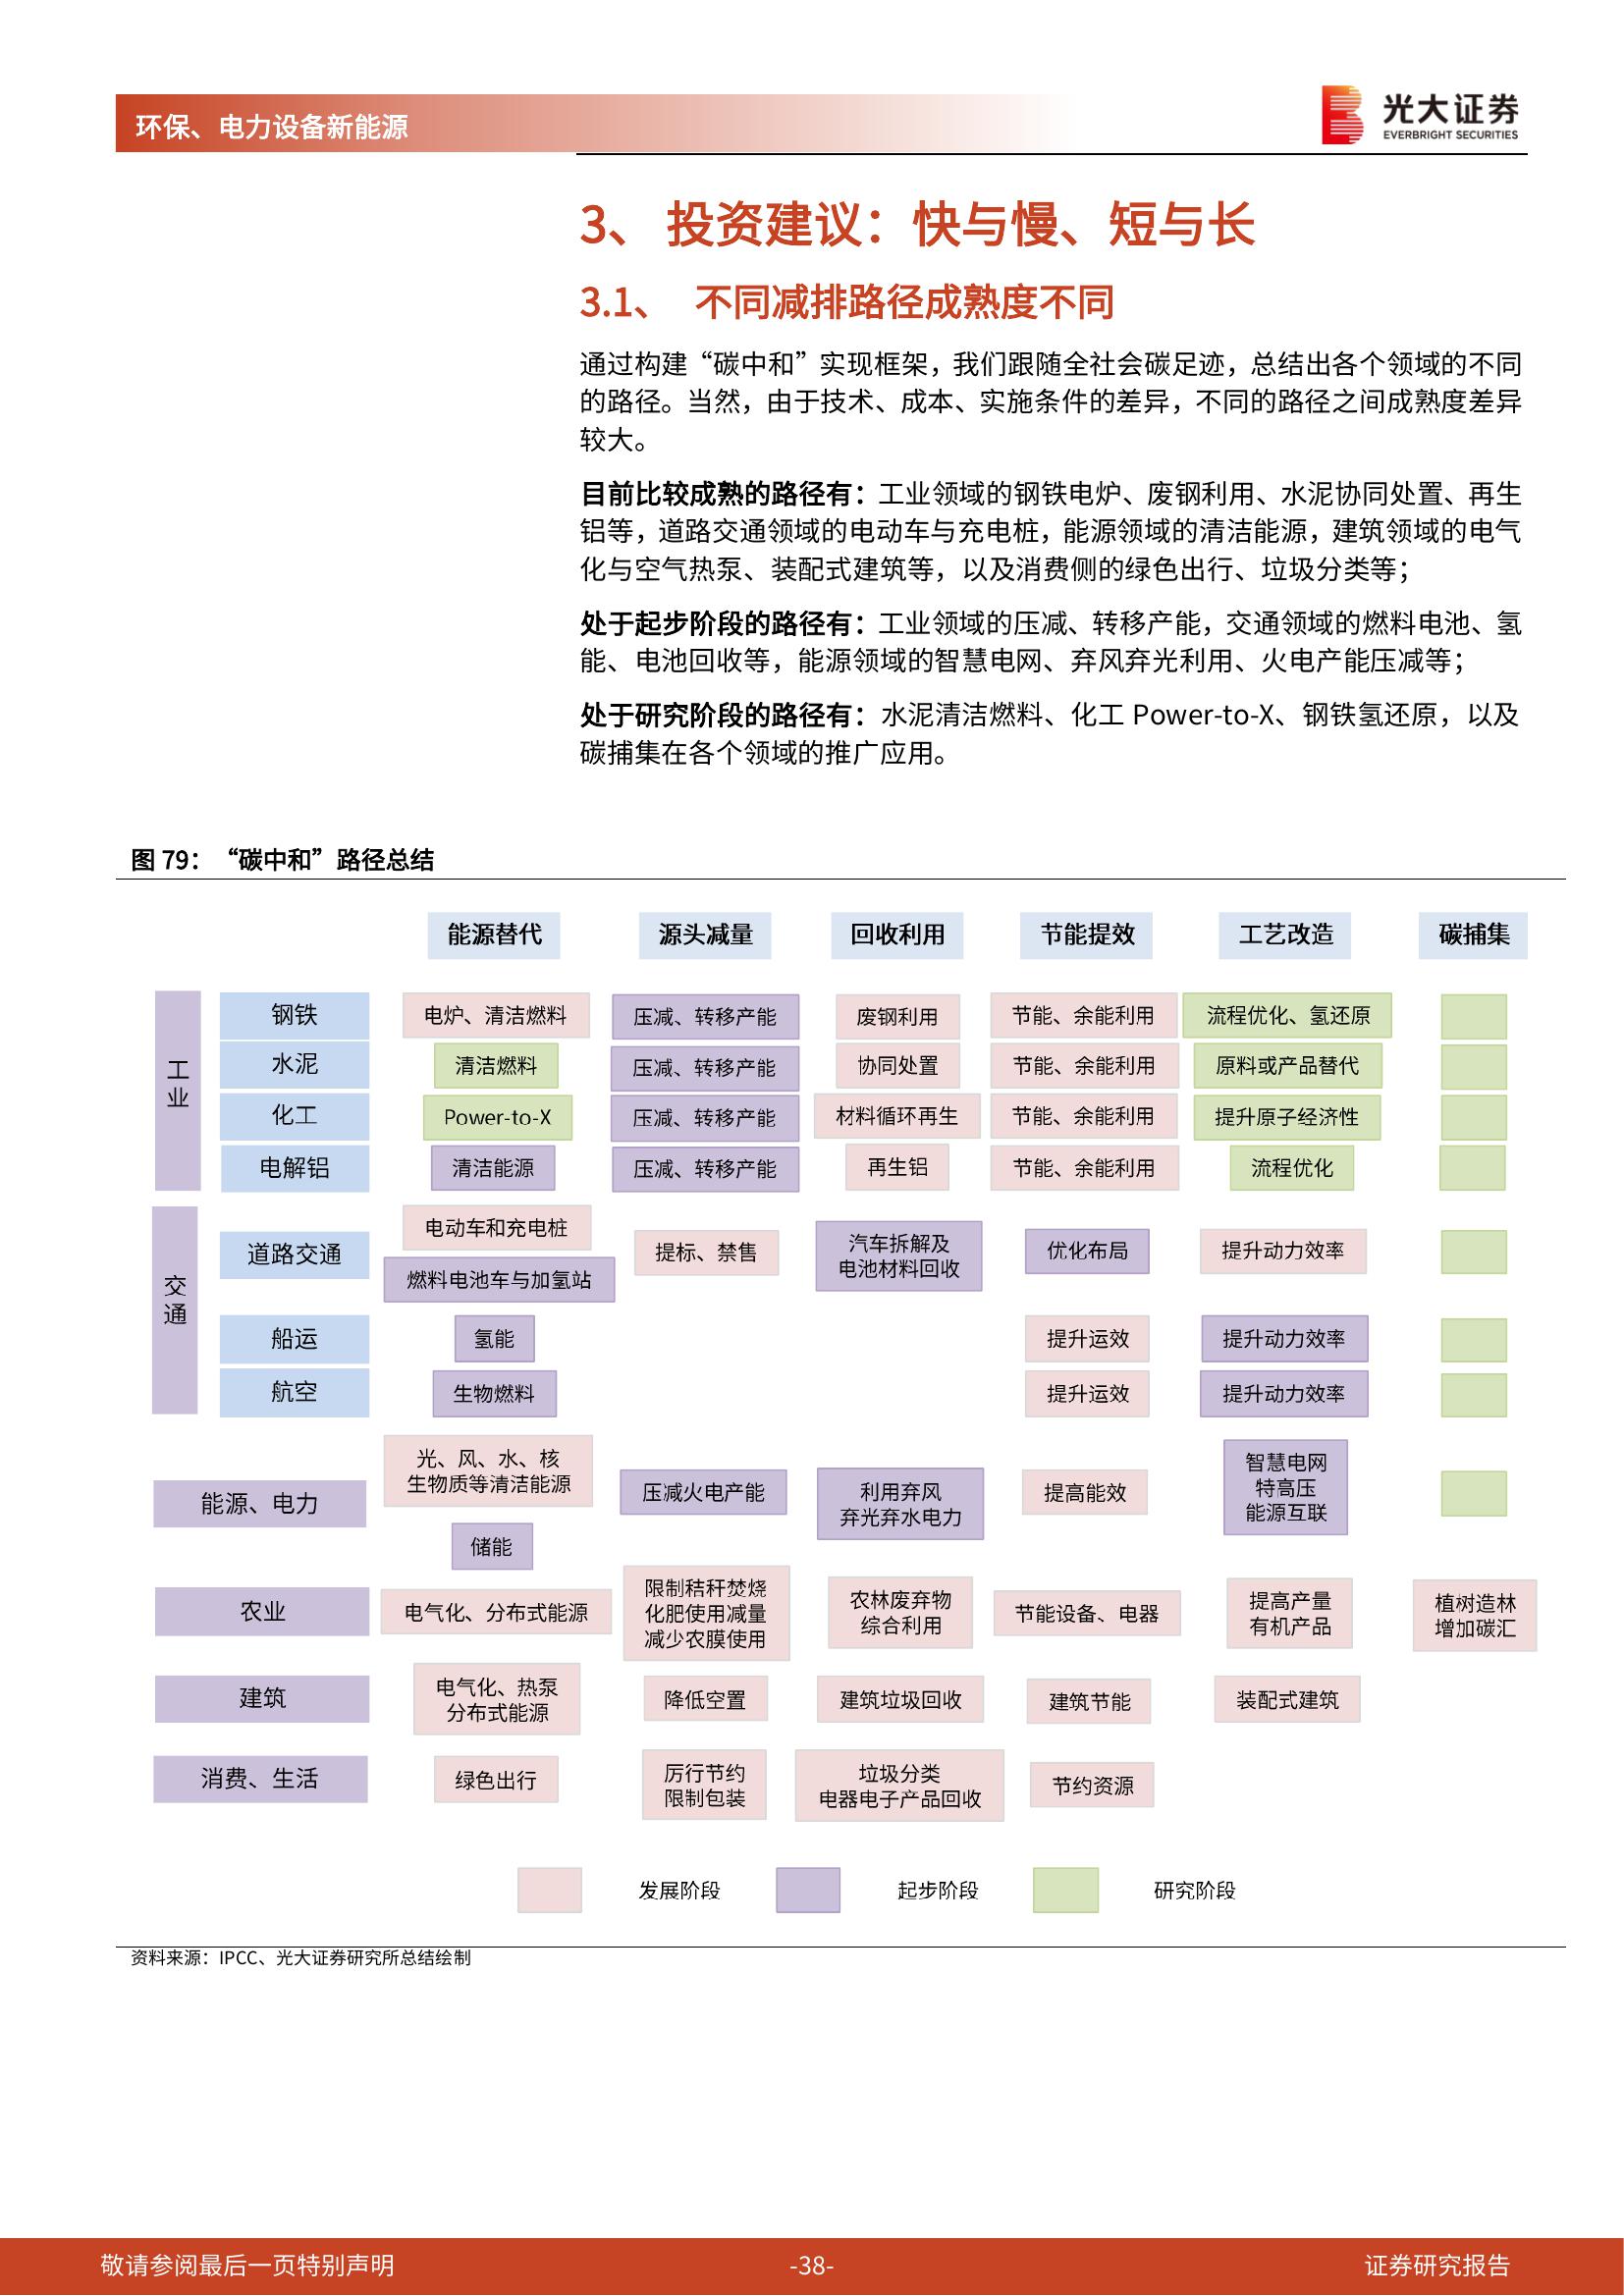 环保、电力设备新能源
光大证券
EVERBRIGHT SECURITIES
3、 投资建议：快与慢、短与长
3.1、 不同减排路径成熟度不同
通过构建“碳中和”实现框架，我们跟随全社会碳足迹，总结出各个领域的不同
的路径。当然，由于技术、成本、实施条件的差异，不同的路径之间成熟度差异
较大。
目前比较成熟的路径有：工业领域的钢铁电炉、废钢利用、水泥协同处置、再生
铝等，道路交通领域的电动车与充电桩，能源领域的清洁能源，建筑领域的电气
化与空气热泵、装配式建筑等，以及消费侧的绿色出行、垃圾分类等；
处于起步阶段的路径有：工业领域的压减、转移产能，交通领域的燃料电池、氢
能、电池回收等，能源领域的智慧电网、弃风弃光利用、火电产能压减等；
处于研究阶段的路径有：水泥清洁燃料、化工 Power-to-X、钢铁氢还原，以及
碳捕集在各个领域的推广应用。
图 79：“碳中和”路径总结
能源替代 源头减量 回收利用 节能提效 工艺改造 碳捕集
工业
钢铁 电炉、清洁燃料 压减、转移产能 废钢利用 节能、余能利用 流程优化、氢还原
水泥 清洁燃料 压减、转移产能 协同处置 节能、余能利用 原料或产品替代
化工 Power-to-X 压减、转移产能 材料循环再生 节能、余能利用 提升原子经济性
电解铝 清洁能源 压减、转移产能 再生铝 节能、余能利用 流程优化
交通
道路交通
电动车和充电桩
燃料电池车与加氢站
提标、禁售
汽车拆解及
电池材料回收
优化布局
提升动力效率
船运 氢能 提升运效 提升动力效率
航空 生物燃料 提升运效 提升动力效率
能源、电力
光、风、水、核
生物质等清洁能源
储能
压减火电产能
利用弃风
弃光弃水电力
提高能效
智慧电网
特高压
能源互联
农业
电气化、分布式能源
限制秸秆焚烧
化肥使用减量
减少农膜使用
农林废弃物
综合利用
节能设备、电器
提高产量
有机产品
植树造林
增加碳汇
建筑
电气化、热泵
分布式能源
降低空置
建筑垃圾回收
建筑节能
装配式建筑
消费、生活
绿色出行
厉行节约
限制包装
垃圾分类
电器电子产品回收
节约资源
发展阶段 起步阶段 研究阶段
资料来源：IPCC、光大证券研究所总结绘制
敬请参阅最后一页特别声明 -38- 证券研究报告